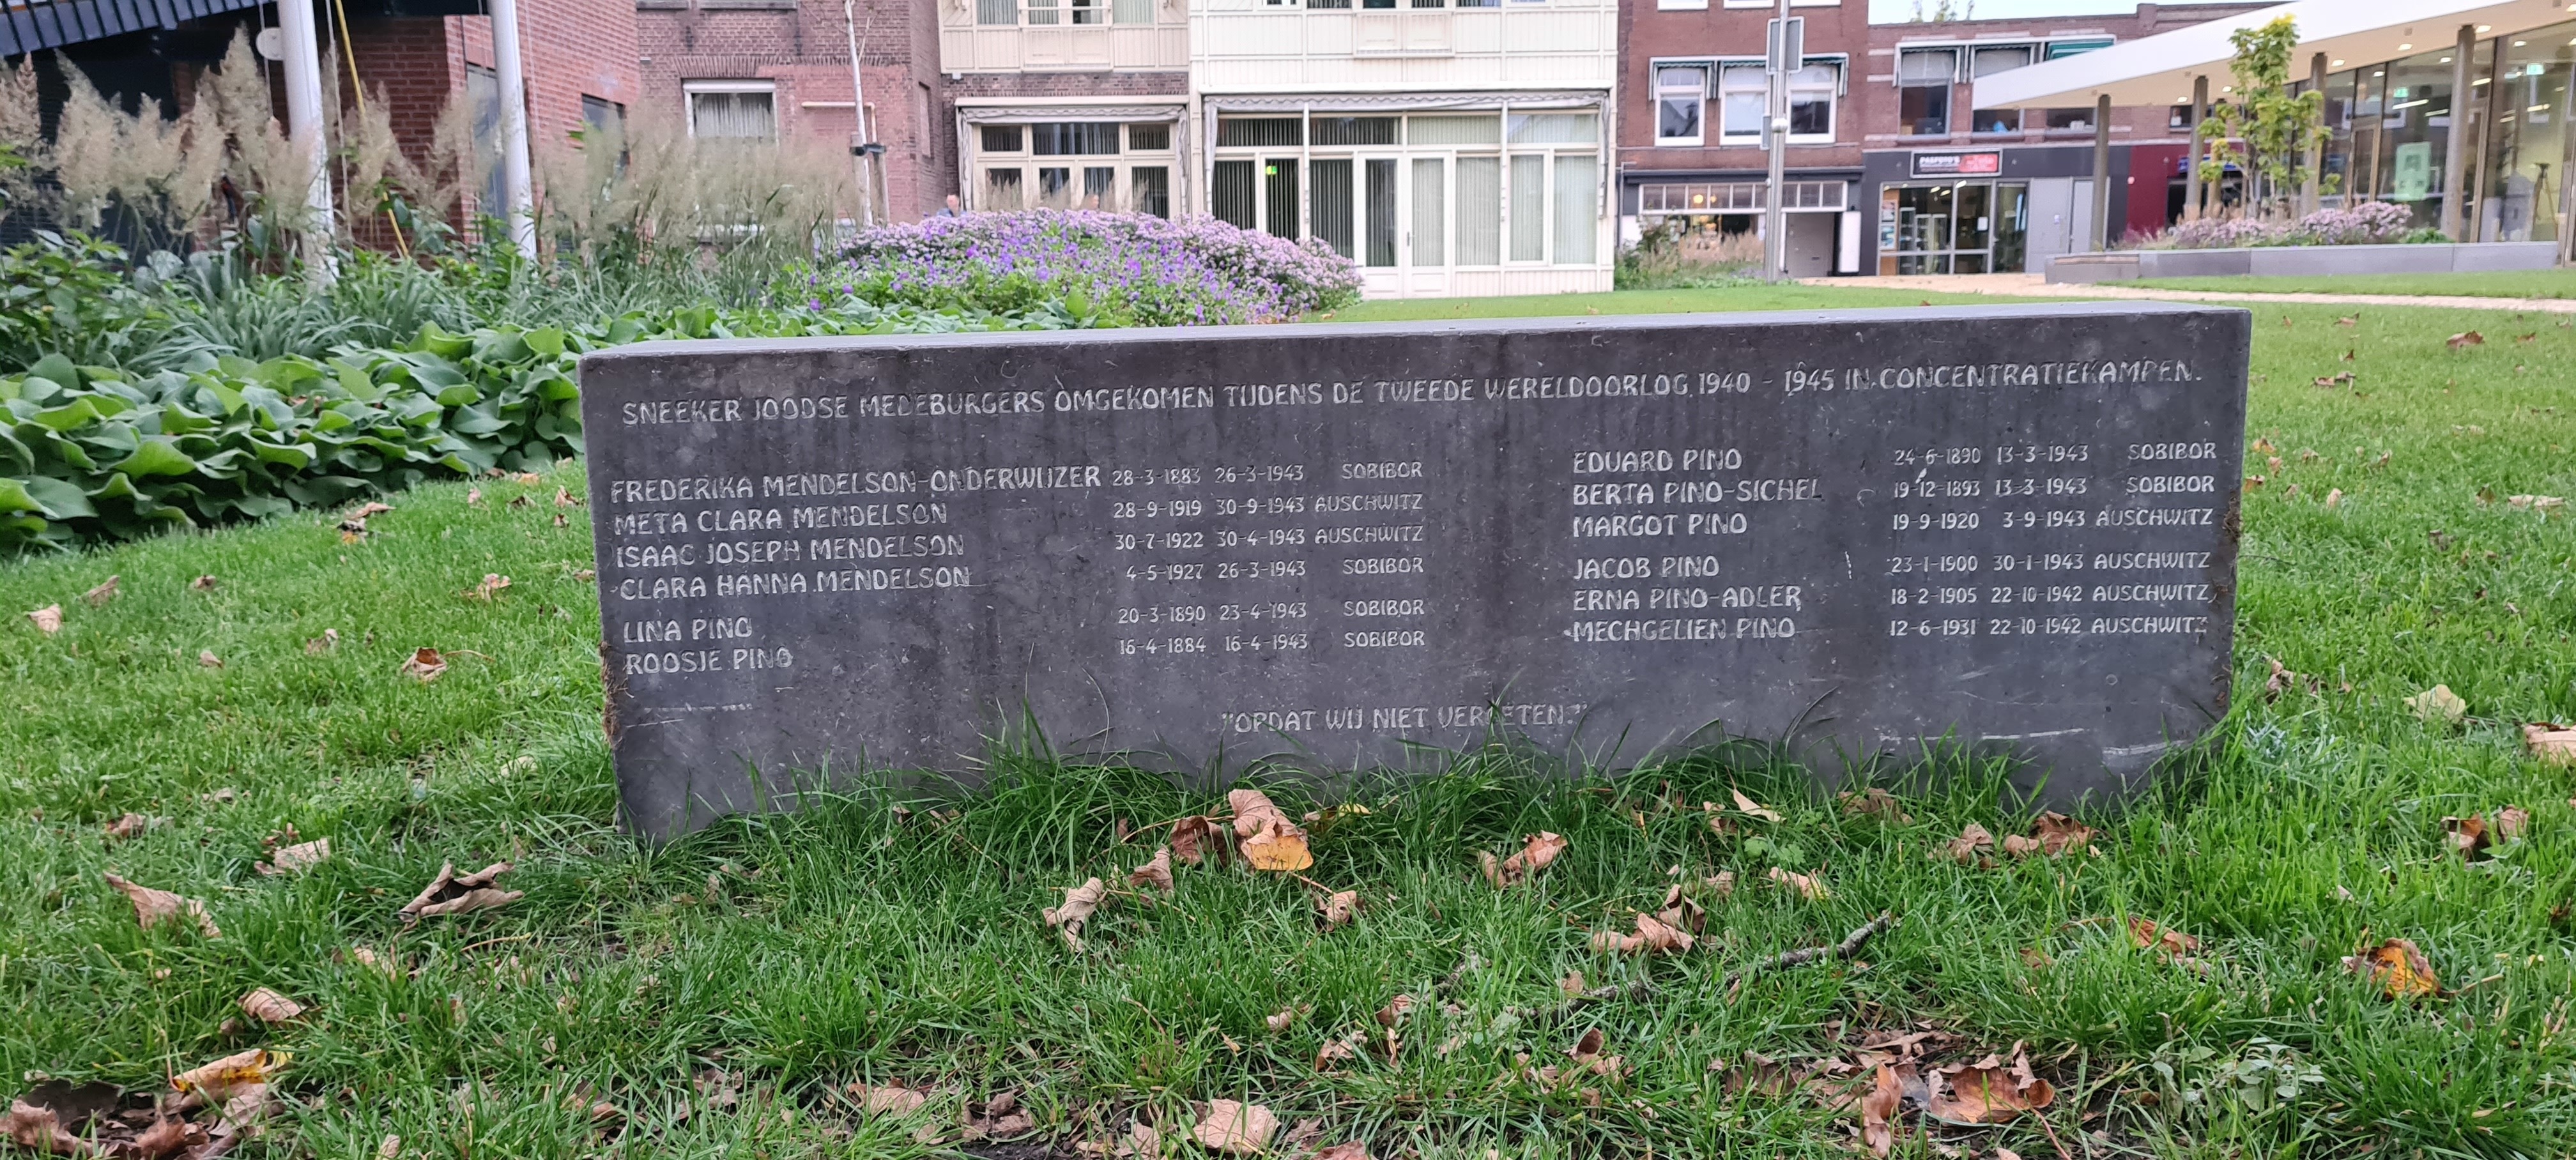 SNEEKER JOODSE MEDEBURGERS OMGEKOMEN TIJDENS DE TWEEDE WERELDOORLOG 1940 - 1945 IN CONCENTRATIEKAMPEN.
FREDERIKA MENDELSON-ONDERWIJZER 28-3-1883 26-3-1943 SOBIBOR
META CLARA MENDELSON 28-9-1919 30-9-1943 AUSCHWITZ
ISAAC JOSEPH MENDELSON 30-7-1922 30-4-1943 AUSCHWITZ
CLARA HANNA MENDELSON 4-5-1927 26-3-1943 SOBIBOR
LINA PINO 20-3-1890 23-4-1943 SOBIBOR
ROOSJE PINO 16-4-1884 16-4-1943 SOBIBOR
EDUARD PINO 24-6-1890 13-3-1943 SOBIBOR
BERTA PINO-SICHEL 19-12-1893 13-3-1943 SOBIBOR
MARGOT PINO 19-9-1920 3-9-1943 AUSCHWITZ
JACOB PINO 23-1-1900 30-1-1943 AUSCHWITZ
ERNA PINO-ADLER 18-2-1905 22-10-1942 AUSCHWITZ
MECHGELIEN PINO 12-6-1931 22-10-1942 AUSCHWITZ
"OPDAT WIJ NIET VERGETEN."
PASFOTO'S